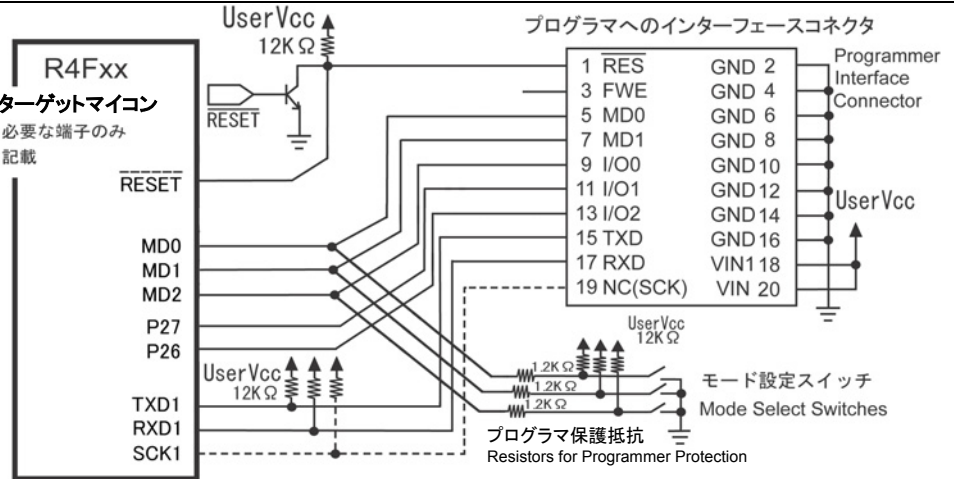 UserVcc
12KΩ
プログラマへのインターフェースコネクタ
Programmer
Interface
Connector
R4Fxx
ターゲットマイコン
必要な端子のみ
記載
RESET
1 RES GND 2
3 FWE GND 4
5 MD0 GND 6
7 MD1 GND 8
9 I/O0 GND 10
11 I/O1 GND 12
13 I/O2 GND 14
15 TXD GND 16
17 RXD VIN1 18
19 NC(SCK) VIN 20
UserVcc
RESET
MD0
MD1
MD2
P27
P26
TXD1
RXD1
SCK1
UserVcc
12KΩ
UserVcc
12KΩ
1.2KΩ
1.2KΩ
1.2KΩ
モード設定スイッチ
Mode Select Switches
プログラマ保護抵抗
Resistors for Programmer Protection